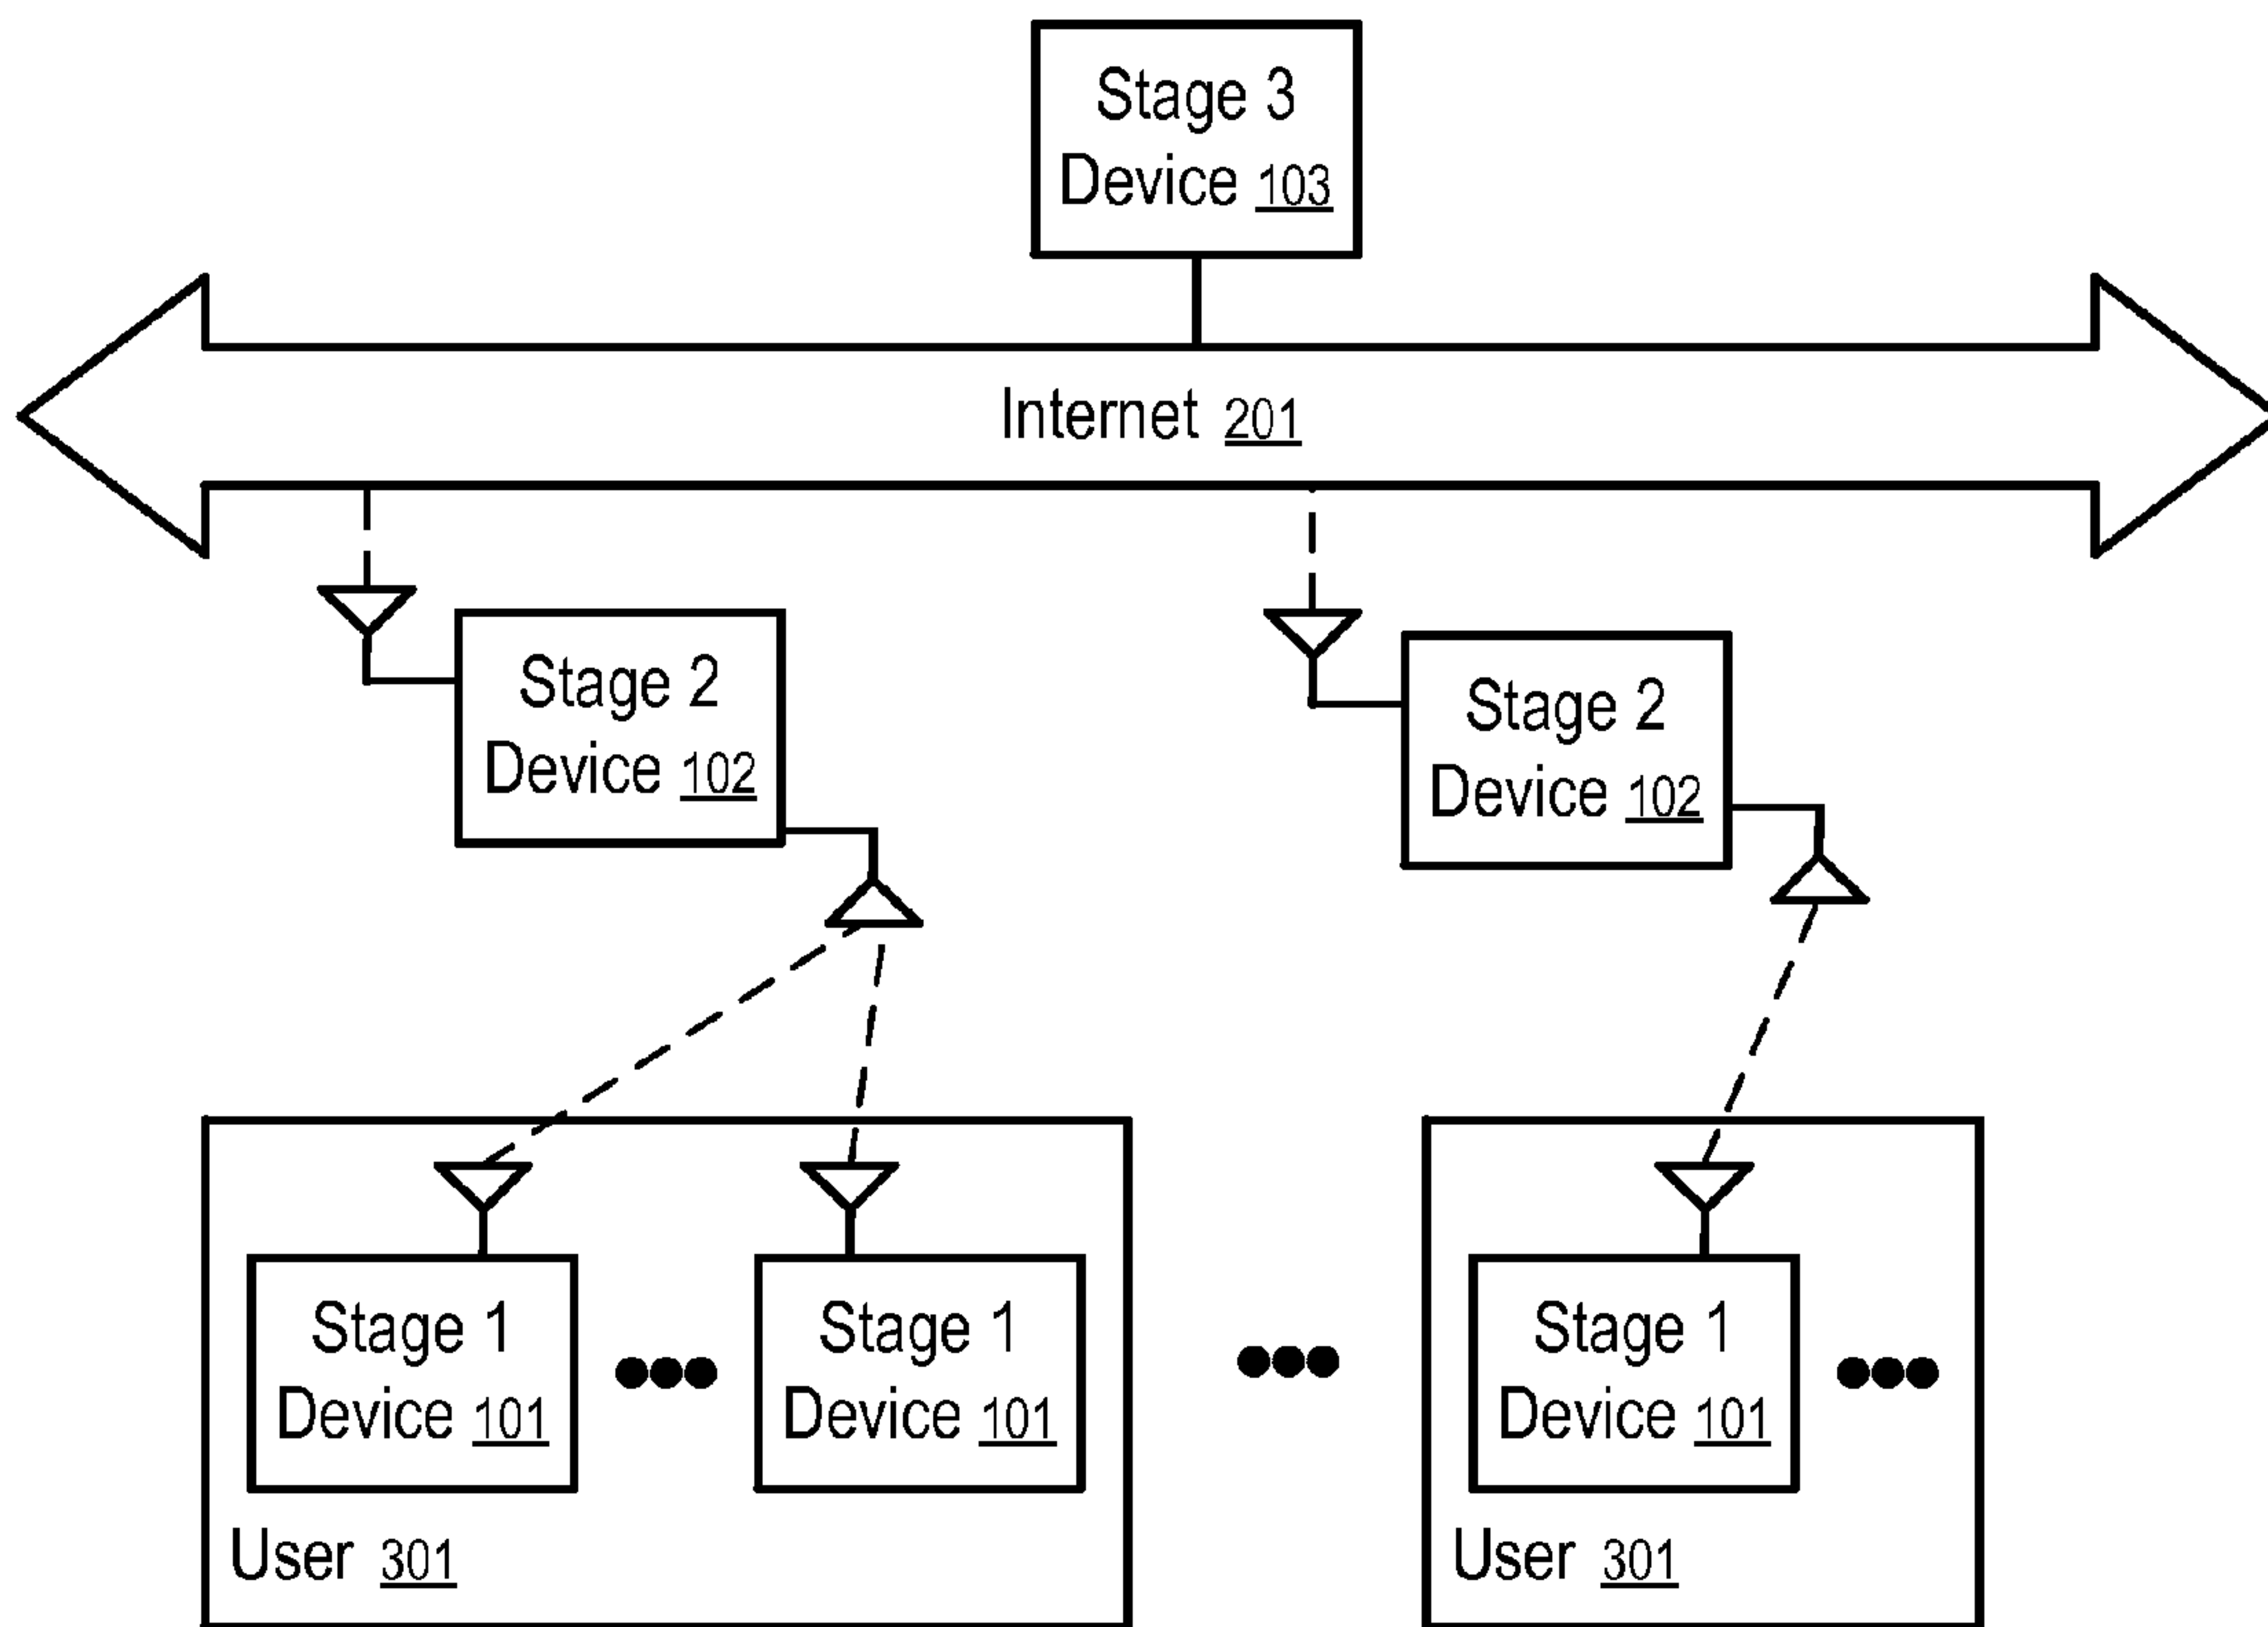 Stage 3
Device 103
Internet 201
Stage 2
Device 102
Stage 2
Device 102
Stage 1
Device 101
Stage 1
Device 101
Stage 1
Device 101
User 301
User 301